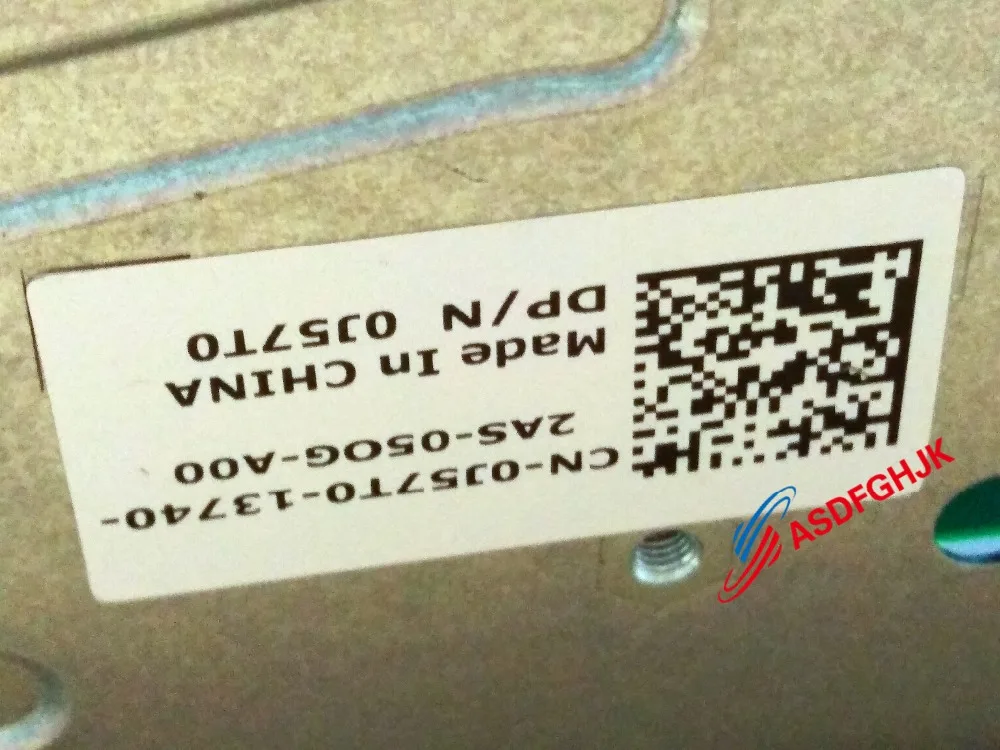 CN-0J57T0-13740-
2AS-05OG-A00
Made In CHINA
DP/N 0J57T0
ASDFGHJK